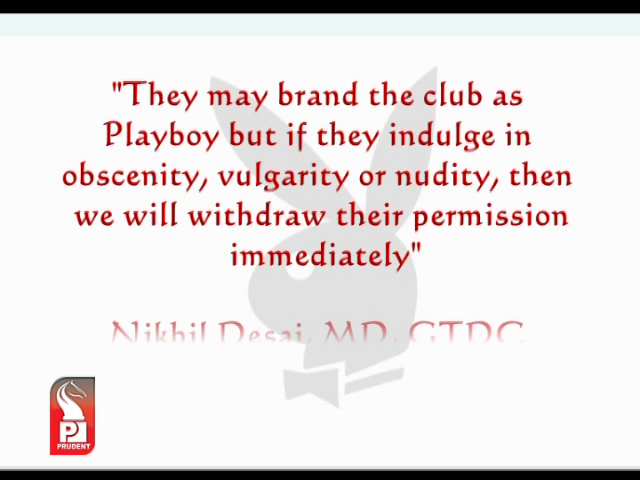 "They may brand the club as
Playboy but if they indulge in
obscenity, vulgarity or nudity, then
we will withdraw their permission
immediately"
Nikhil Desai, MD, GTDC
PRUDENT